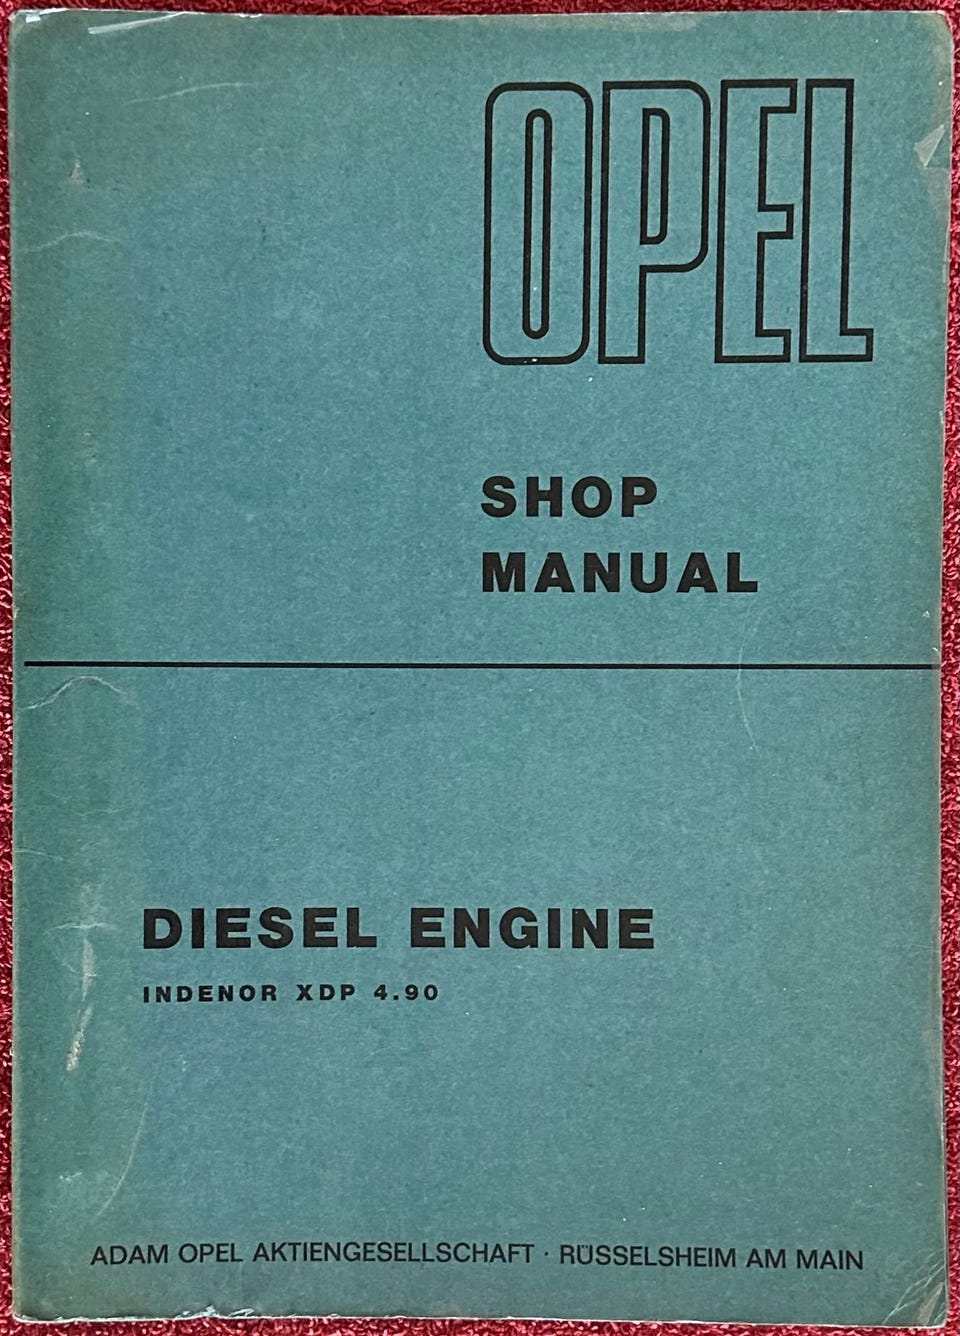 OPEL
SHOP
MANUAL
DIESEL ENGINE
INDENOR XDP 4.90
ADAM OPEL AKTIENGESELLSCHAFT · RÜSSELSHEIM AM MAIN